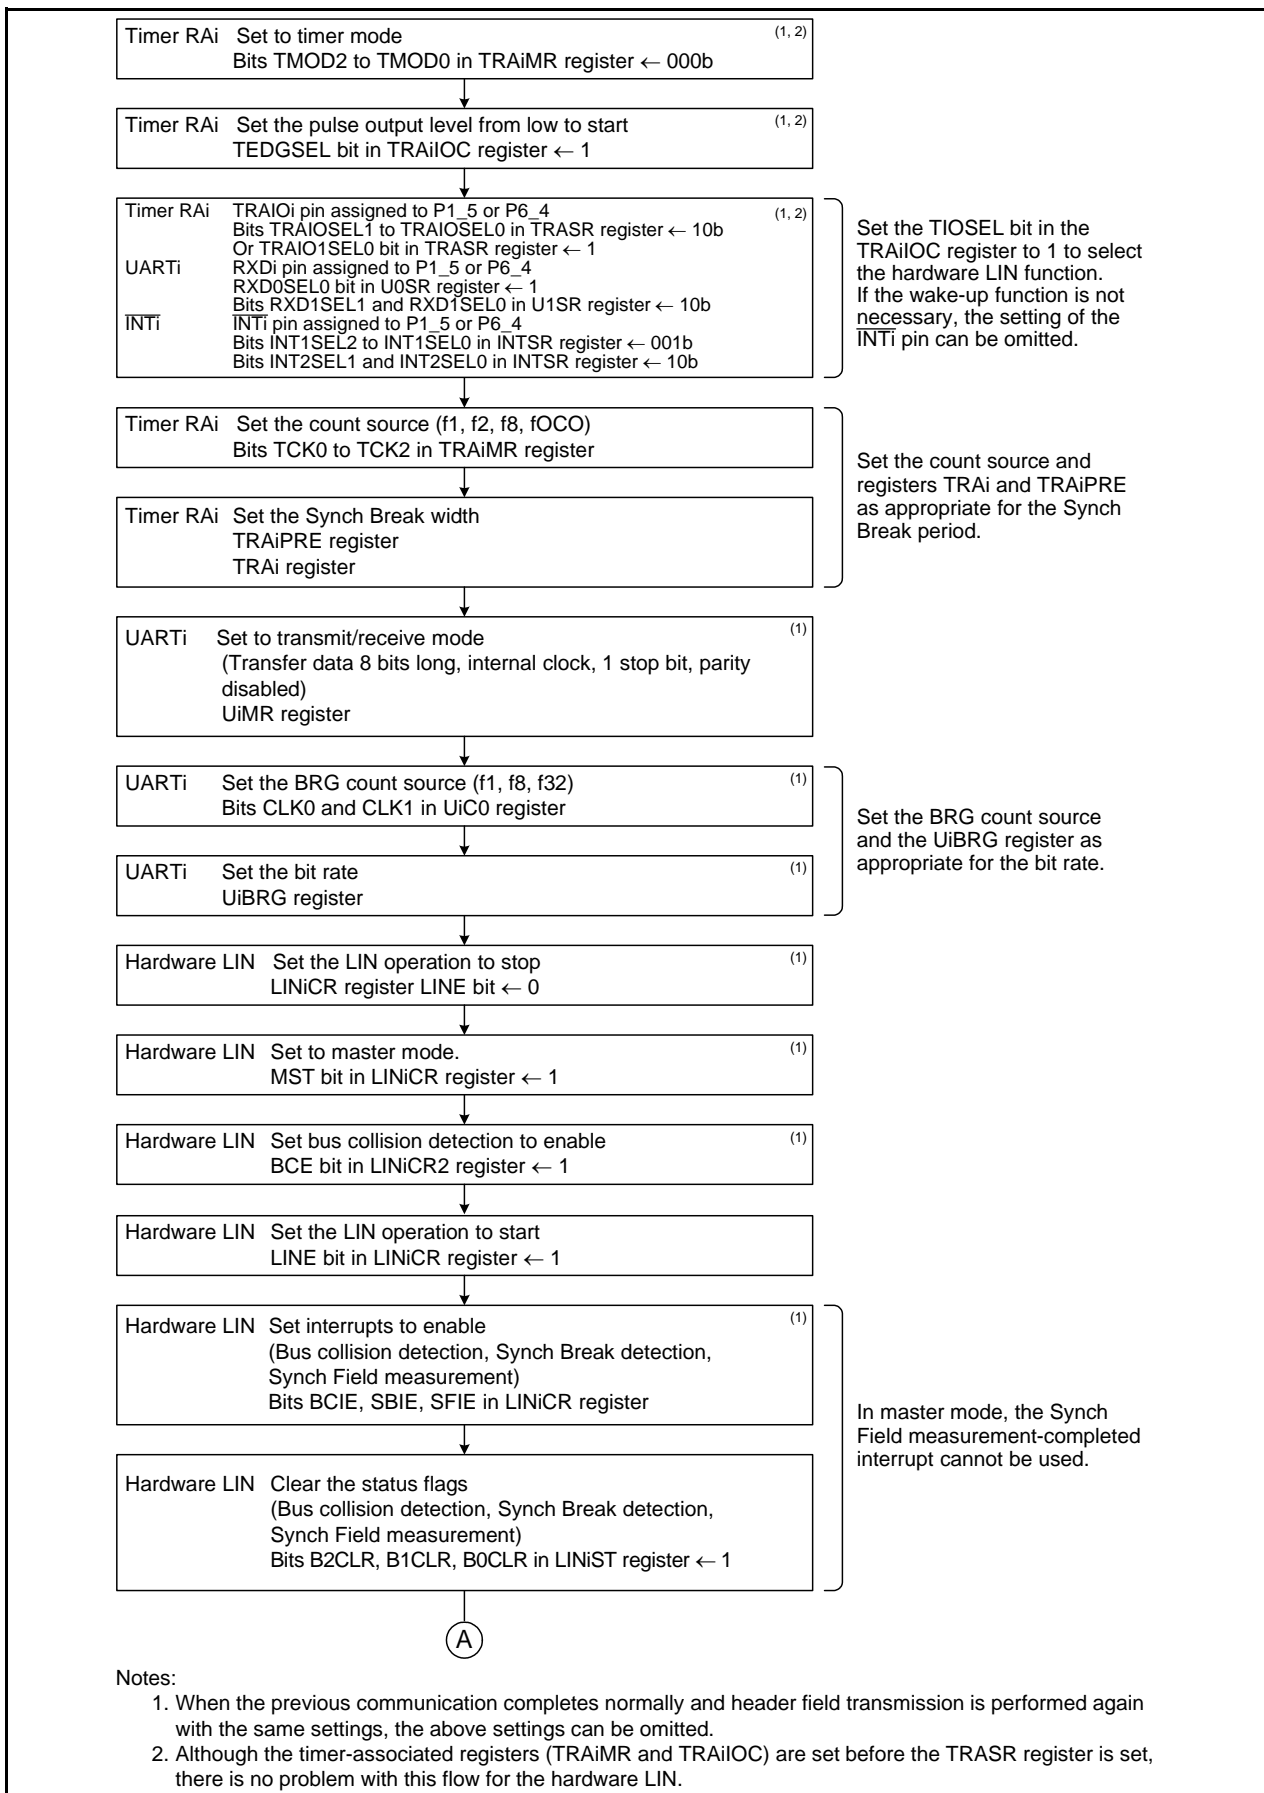 Timer RAi Set to timer mode (1, 2)
Bits TMOD2 to TMOD0 in TRAiMR register ← 000b
Timer RAi Set the pulse output level from low to start (1, 2)
TEDGSEL bit in TRAiIOC register ← 1
Timer RAi TRAIOi pin assigned to P1_5 or P6_4 (1, 2)
Bits TRAIOSEL1 to TRAIOSEL0 in TRASR register ← 10b
Or TRAIO1SEL0 bit in TRASR register ← 1
UARTi RXDi pin assigned to P1_5 or P6_4
RXD0SEL0 bit in U0SR register ← 1
Bits RXD1SEL1 and RXD1SEL0 in U1SR register ← 10b
INTi INTi pin assigned to P1_5 or P6_4
Bits INT1SEL2 to INT1SEL0 in INTSR register ← 001b
Bits INT2SEL1 and INT2SEL0 in INTSR register ← 10b
Set the TIOSEL bit in the
TRAiIOC register to 1 to select
the hardware LIN function.
If the wake-up function is not
necessary, the setting of the
INTi pin can be omitted.
Timer RAi Set the count source (f1, f2, f8, fOCO)
Bits TCK0 to TCK2 in TRAiMR register
Timer RAi Set the Synch Break width
TRAiPRE register
TRAi register
Set the count source and
registers TRAi and TRAiPRE
as appropriate for the Synch
Break period.
UARTi Set to transmit/receive mode (1)
(Transfer data 8 bits long, internal clock, 1 stop bit, parity
disabled)
UiMR register
UARTi Set the BRG count source (f1, f8, f32) (1)
Bits CLK0 and CLK1 in UiC0 register
UARTi Set the bit rate (1)
UiBRG register
Set the BRG count source
and the UiBRG register as
appropriate for the bit rate.
Hardware LIN Set the LIN operation to stop (1)
LINiCR register LINE bit ← 0
Hardware LIN Set to master mode. (1)
MST bit in LINiCR register ← 1
Hardware LIN Set bus collision detection to enable (1)
BCE bit in LINiCR2 register ← 1
Hardware LIN Set the LIN operation to start
LINE bit in LINiCR register ← 1
Hardware LIN Set interrupts to enable (1)
(Bus collision detection, Synch Break detection,
Synch Field measurement)
Bits BCIE, SBIE, SFIE in LINiCR register
Hardware LIN Clear the status flags
(Bus collision detection, Synch Break detection,
Synch Field measurement)
Bits B2CLR, B1CLR, B0CLR in LINiST register ← 1
In master mode, the Synch
Field measurement-completed
interrupt cannot be used.
A
Notes:
1. When the previous communication completes normally and header field transmission is performed again
with the same settings, the above settings can be omitted.
2. Although the timer-associated registers (TRAiMR and TRAiIOC) are set before the TRASR register is set,
there is no problem with this flow for the hardware LIN.